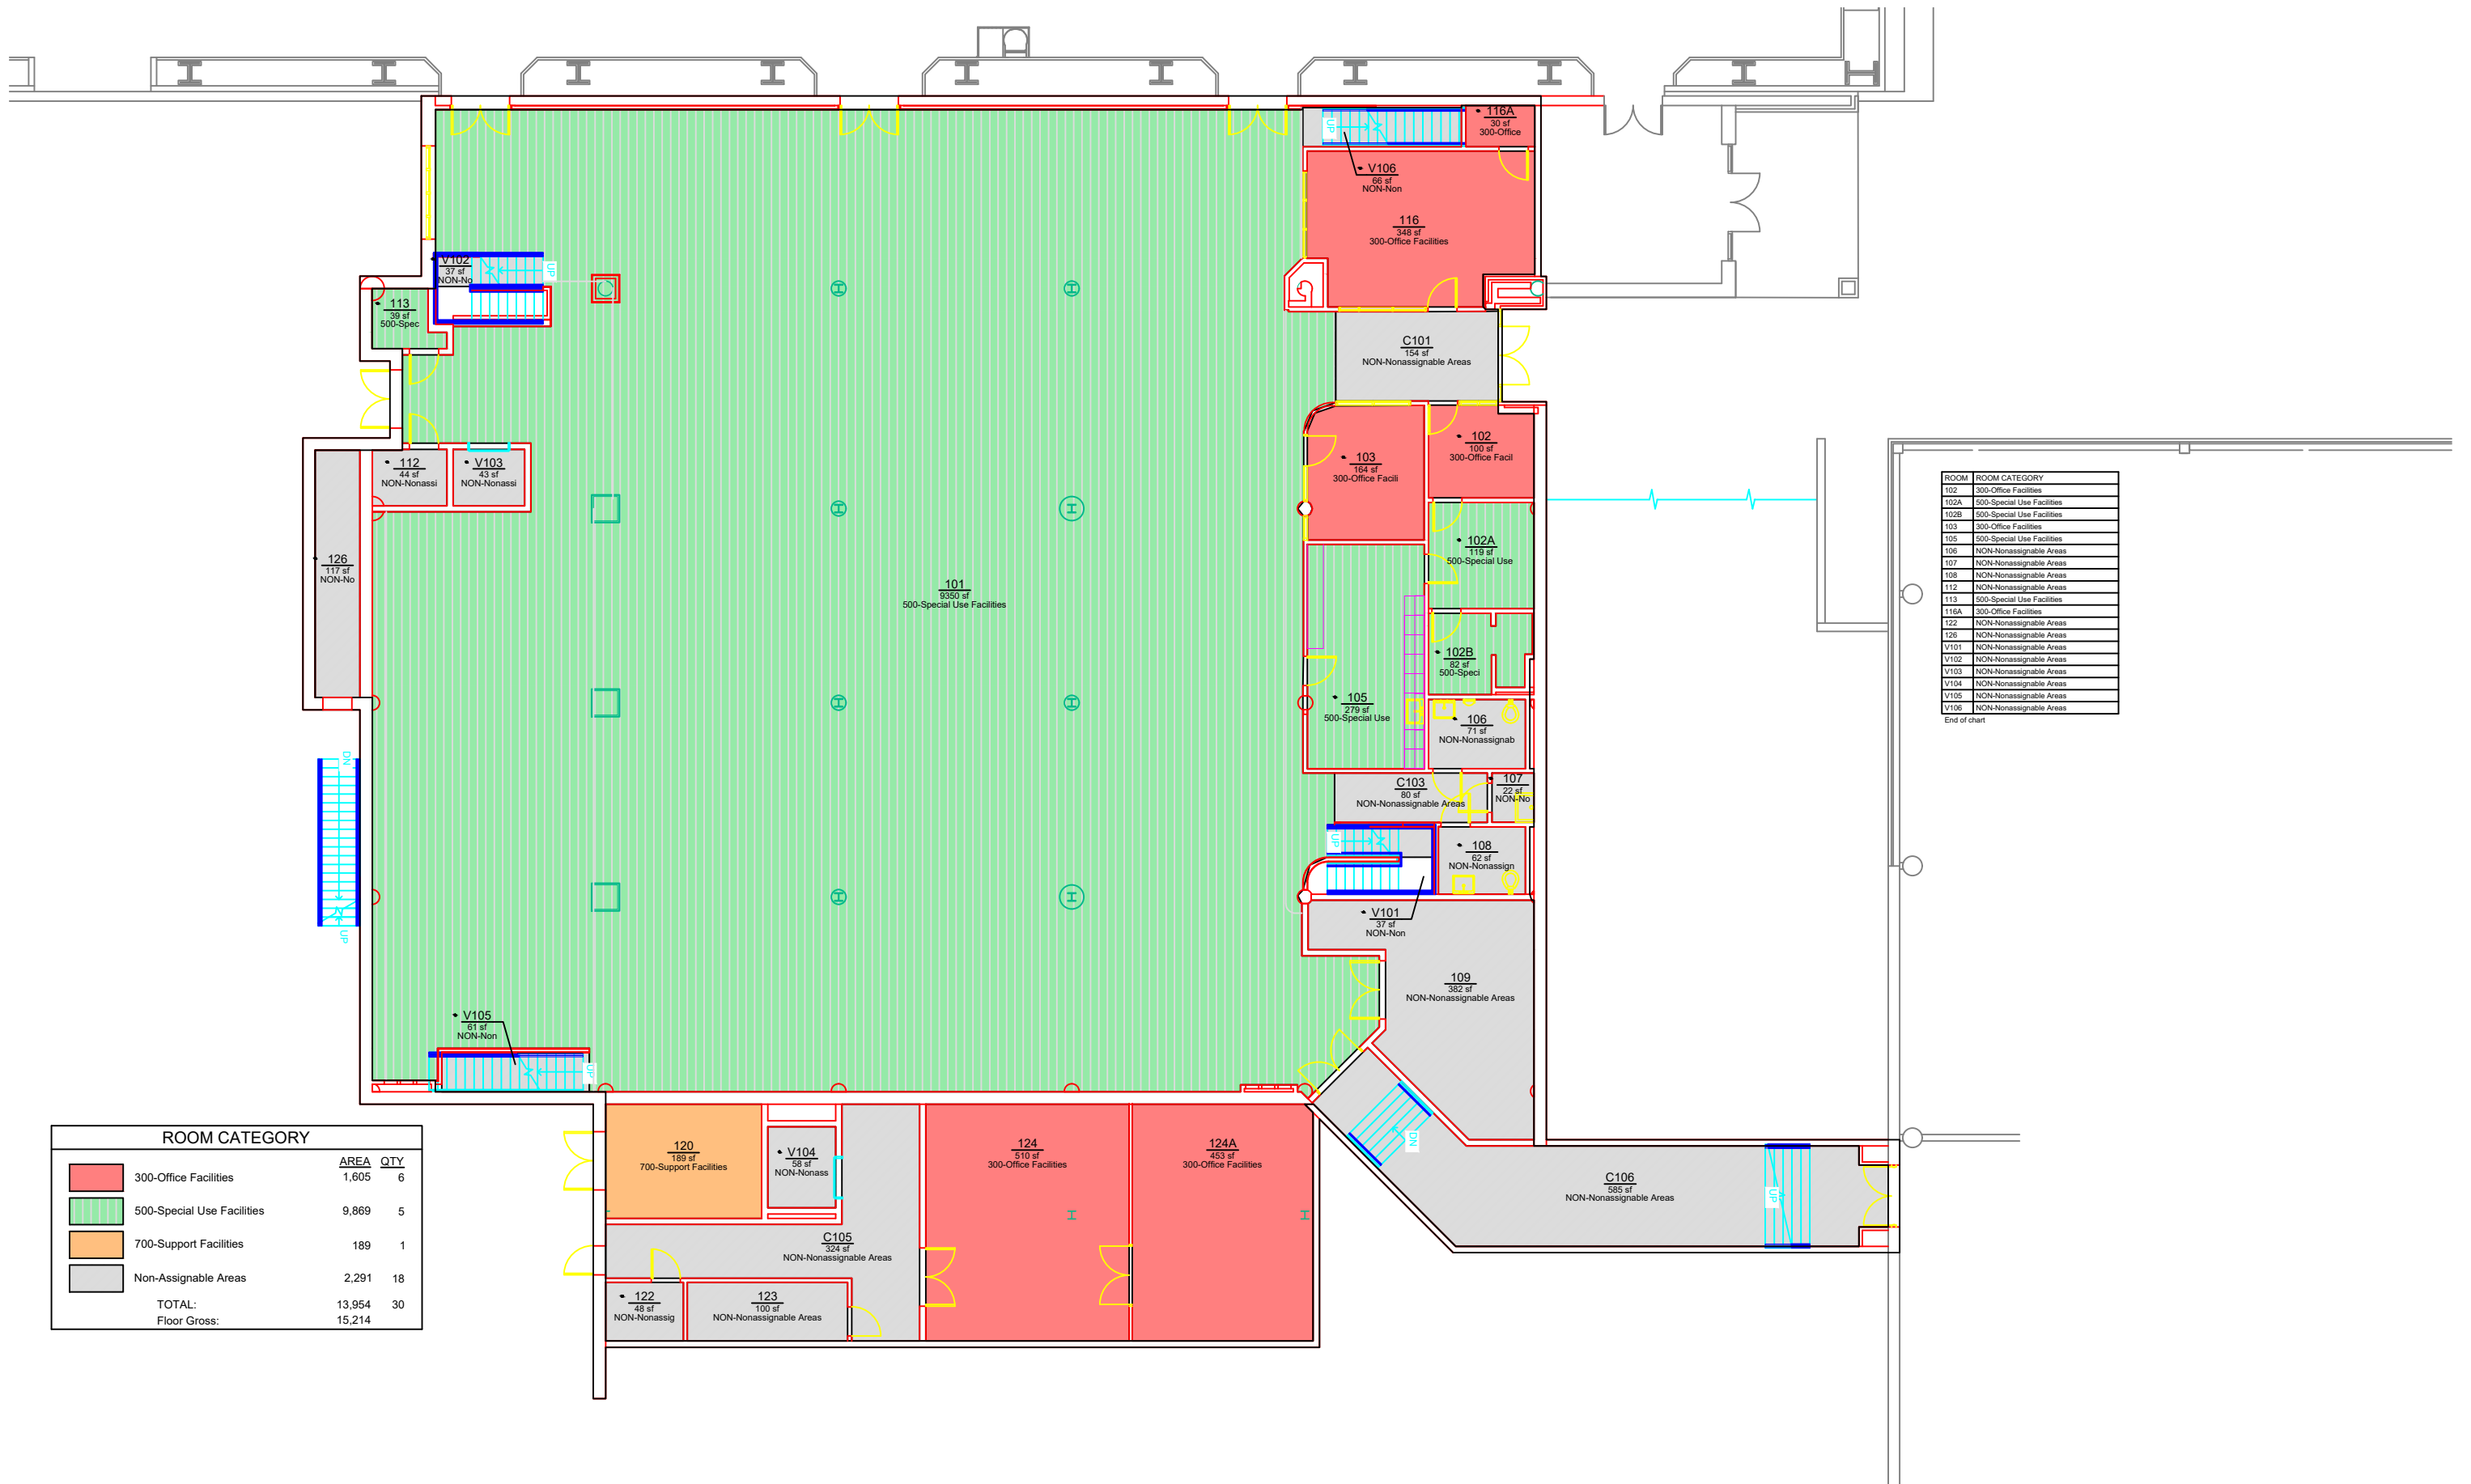 116A
30 sf
300-Office
UP
V106
66 sf
NON-Non
116
348 sf
300-Office Facilities
V102
37 sf
NON-No
UP
113
39 sf
500-Spec
C101
154 sf
NON-Nonassignable Areas
102
100 sf
300-Office Facil
103
164 sf
300-Office Facili
112
44 sf
NON-Nonassi
V103
43 sf
NON-Nonassi
126
117 sf
NON-No
101
9350 sf
500-Special Use Facilities
102A
119 sf
500-Special Use
102B
82 sf
500-Speci
105
279 sf
500-Special Use
106
71 sf
NON-Nonassignab
C103
80 sf
NON-Nonassignable Areas
107
22 sf
NON-No
UP
108
62 sf
NON-Nonassign
V101
37 sf
NON-Non
109
382 sf
NON-Nonassignable Areas
DN
UP
V105
61 sf
NON-Non
UP
DN
120
189 sf
700-Support Facilities
V104
58 sf
NON-Nonass
124
510 sf
300-Office Facilities
124A
453 sf
300-Office Facilities
C106
585 sf
NON-Nonassignable Areas
UP
C105
324 sf
NON-Nonassignable Areas
122
48 sf
NON-Nonassig
123
100 sf
NON-Nonassignable Areas
ROOM ROOM CATEGORY
102 300-Office Facilities
102A 500-Special Use Facilities
102B 500-Special Use Facilities
103 300-Office Facilities
105 500-Special Use Facilities
106 NON-Nonassignable Areas
107 NON-Nonassignable Areas
108 NON-Nonassignable Areas
112 NON-Nonassignable Areas
113 500-Special Use Facilities
116A 300-Office Facilities
122 NON-Nonassignable Areas
126 NON-Nonassignable Areas
V101 NON-Nonassignable Areas
V102 NON-Nonassignable Areas
V103 NON-Nonassignable Areas
V104 NON-Nonassignable Areas
V105 NON-Nonassignable Areas
V106 NON-Nonassignable Areas
End of chart
ROOM CATEGORY
AREA QTY
300-Office Facilities 1,605 6
500-Special Use Facilities 9,869 5
700-Support Facilities 189 1
Non-Assignable Areas 2,291 18
TOTAL: 13,954 30
Floor Gross: 15,214